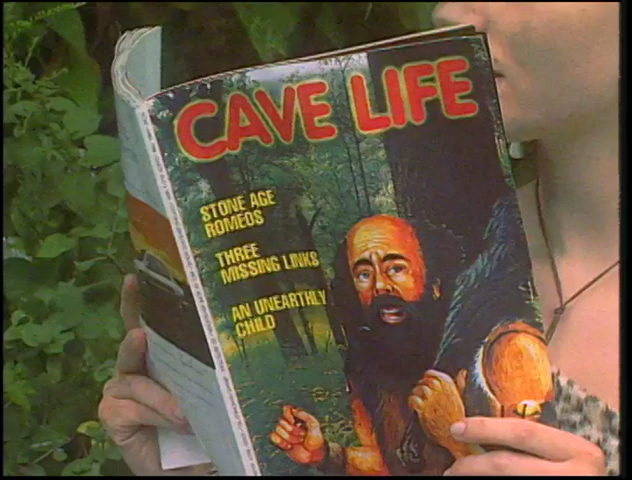 CAVE LIFE
STONE AGE
ROMEOS
THREE
MISSING LINKS
AN UNEARTHLY
CHILD